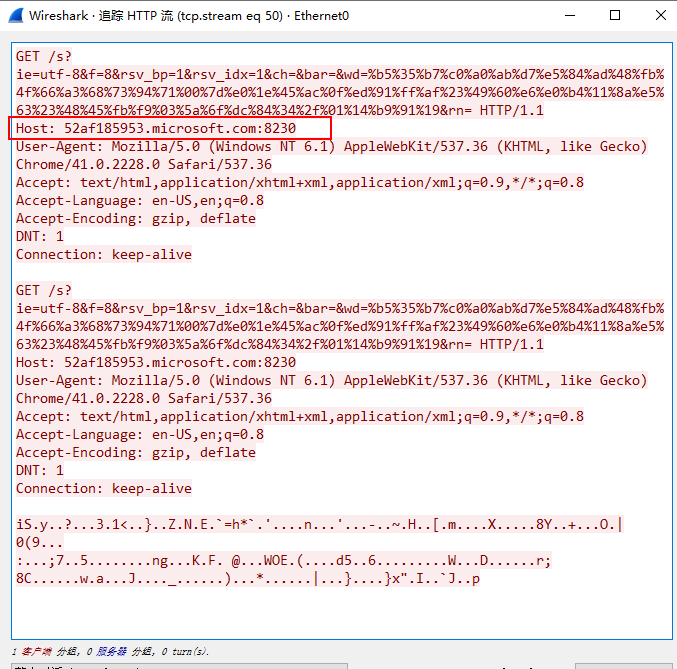 Wireshark · 追踪 HTTP 流 (tcp.stream eq 50) · Ethernet0
GET /s?
ie=utf-8&f=8&rsv_bp=1&rsv_idx=1&ch=&bar=&wd=%b5%35%b7%c0%a0%ab%d7%e5%84%ad%48%fb%
4f%66%a3%68%73%94%71%00%7d%e0%1e%45%ac%0f%ed%91%ff%af%23%49%60%e6%e0%b4%11%8a%e5%
63%23%48%45%fb%f9%03%5a%6f%dc%84%34%2f%01%14%b9%91%19&rn= HTTP/1.1
Host: 52af185953.microsoft.com:8230
User-Agent: Mozilla/5.0 (Windows NT 6.1) AppleWebKit/537.36 (KHTML, like Gecko)
Chrome/41.0.2228.0 Safari/537.36
Accept: text/html,application/xhtml+xml,application/xml;q=0.9,*/*;q=0.8
Accept-Language: en-US,en;q=0.8
Accept-Encoding: gzip, deflate
DNT: 1
Connection: keep-alive
GET /s?
ie=utf-8&f=8&rsv_bp=1&rsv_idx=1&ch=&bar=&wd=%b5%35%b7%c0%a0%ab%d7%e5%84%ad%48%fb%
4f%66%a3%68%73%94%71%00%7d%e0%1e%45%ac%0f%ed%91%ff%af%23%49%60%e6%e0%b4%11%8a%e5%
63%23%48%45%fb%f9%03%5a%6f%dc%84%34%2f%01%14%b9%91%19&rn= HTTP/1.1
Host: 52af185953.microsoft.com:8230
User-Agent: Mozilla/5.0 (Windows NT 6.1) AppleWebKit/537.36 (KHTML, like Gecko)
Chrome/41.0.2228.0 Safari/537.36
Accept: text/html,application/xhtml+xml,application/xml;q=0.9,*/*;q=0.8
Accept-Language: en-US,en;q=0.8
Accept-Encoding: gzip, deflate
DNT: 1
Connection: keep-alive
iS.y..?...3.1<..}..Z.N.E.`=h*`.'....n...'...-..~.H..[.m....X.....8Y..+...O.|
0(9...
:...;7..5........ng...K.F. @...WOE.(....d5..6.........W...D......r;
8C......w.a...J...._......)...*......|...}....}x".I..`J..p
1 客户端 分组, 0 服务器 分组, 0 turn(s).